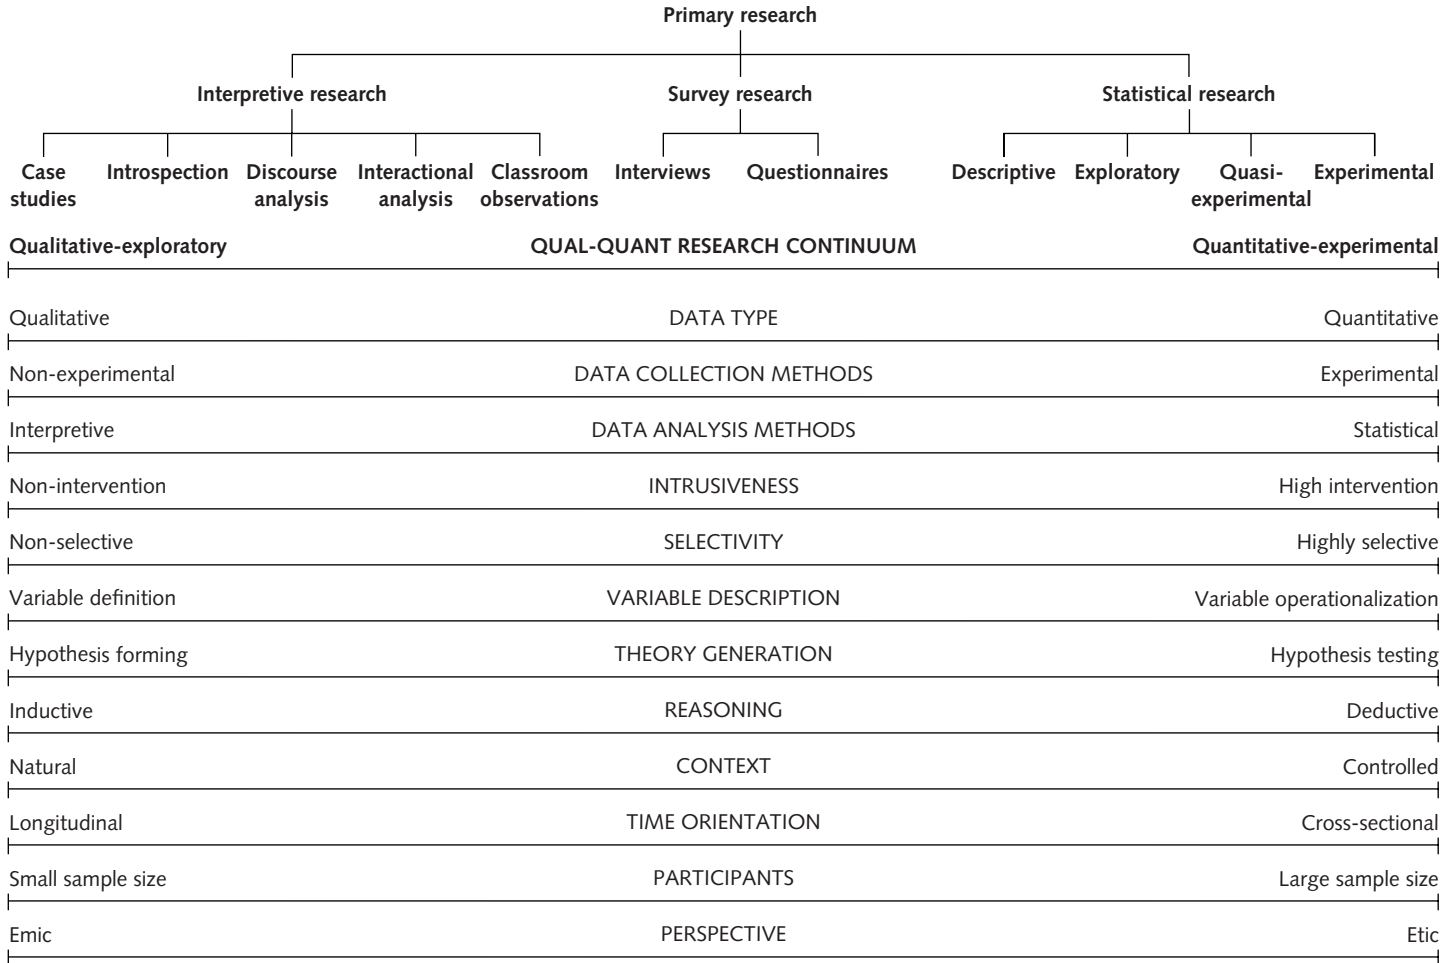 Primary research
Interpretive research Survey research Statistical research
Case Introspection Discourse Interactional Classroom Interviews Questionnaires Descriptive Exploratory Quasi- Experimental
studies analysis analysis observations experimental
Qualitative-exploratory QUAL-QUANT RESEARCH CONTINUUM Quantitative-experimental
Qualitative DATA TYPE Quantitative
Non-experimental DATA COLLECTION METHODS Experimental
Interpretive DATA ANALYSIS METHODS Statistical
Non-intervention INTRUSIVENESS High intervention
Non-selective SELECTIVITY Highly selective
Variable definition VARIABLE DESCRIPTION Variable operationalization
Hypothesis forming THEORY GENERATION Hypothesis testing
Inductive REASONING Deductive
Natural CONTEXT Controlled
Longitudinal TIME ORIENTATION Cross-sectional
Small sample size PARTICIPANTS Large sample size
Emic PERSPECTIVE Etic